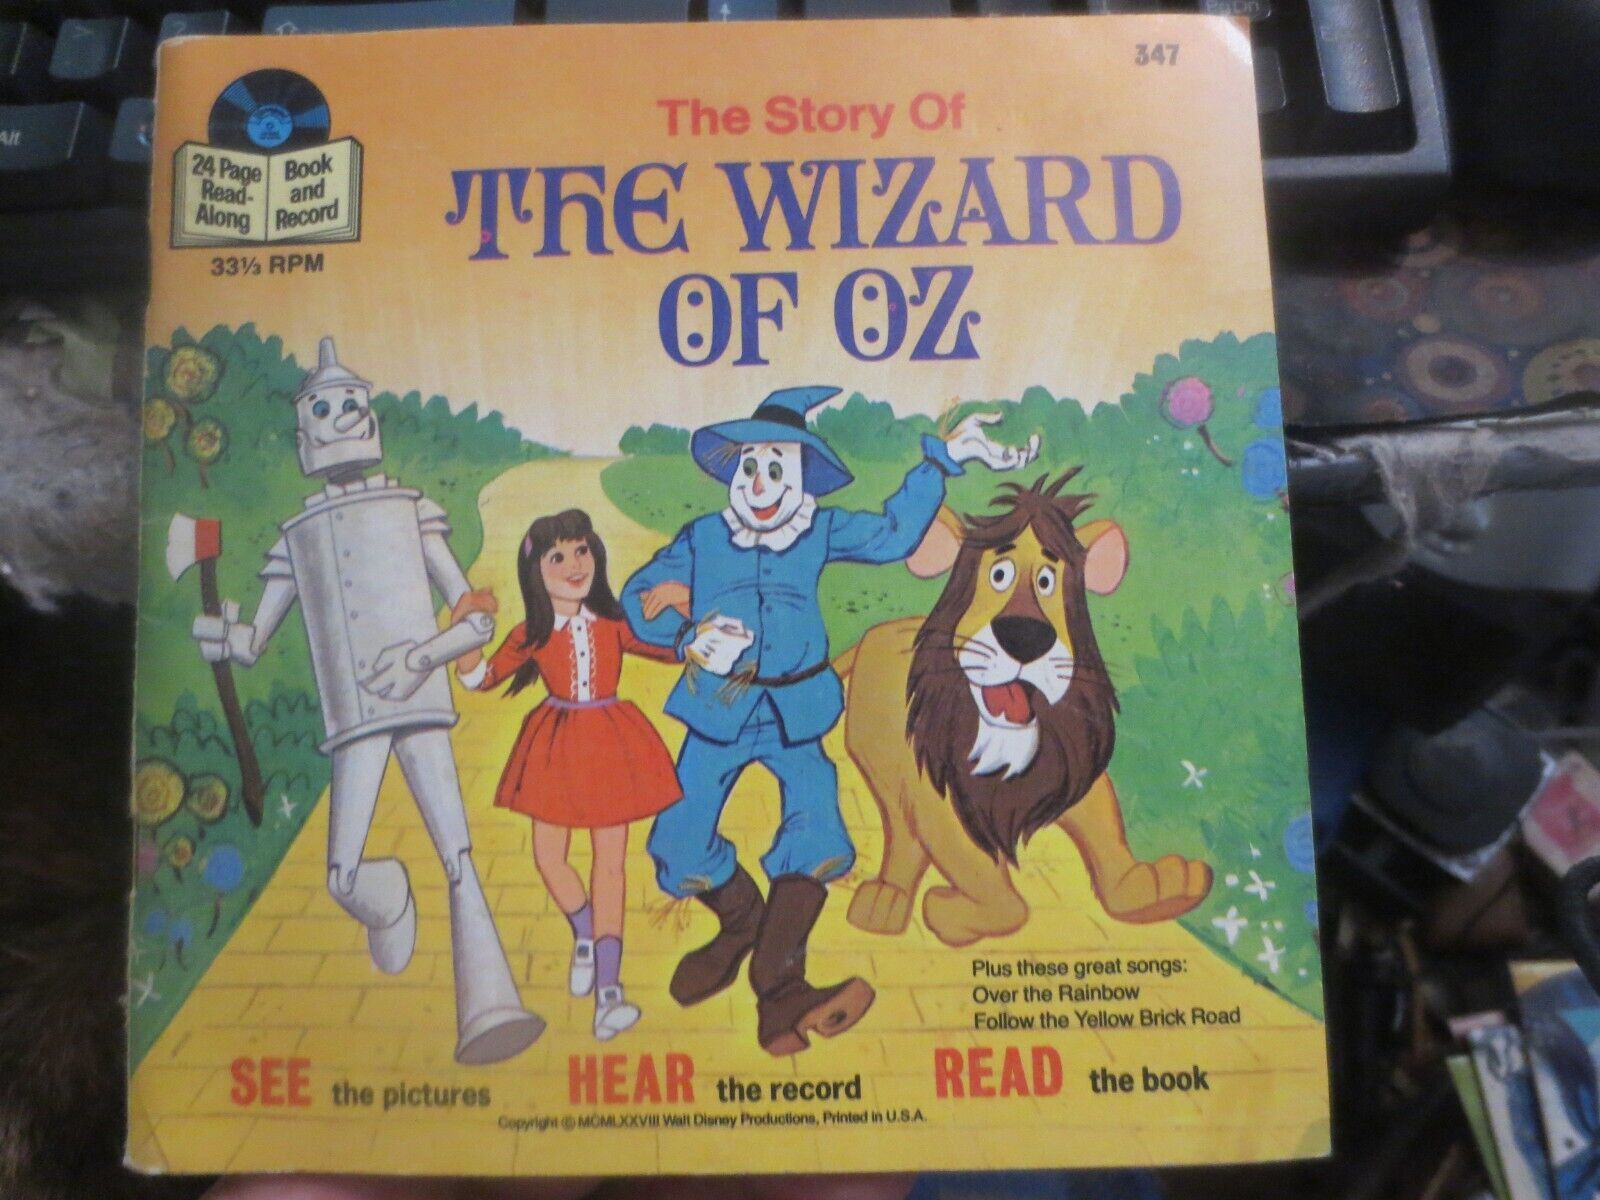 347
The Story Of
THE WIZARD
OF OZ
24 Page
Read-
Along
Book
and
Record
33⅓ RPM
Plus these great songs:
Over the Rainbow
Follow the Yellow Brick Road
SEE the pictures HEAR the record READ the book
Copyright © MCMLXXVIII Walt Disney Productions, Printed in U.S.A.
Alt
PgDn